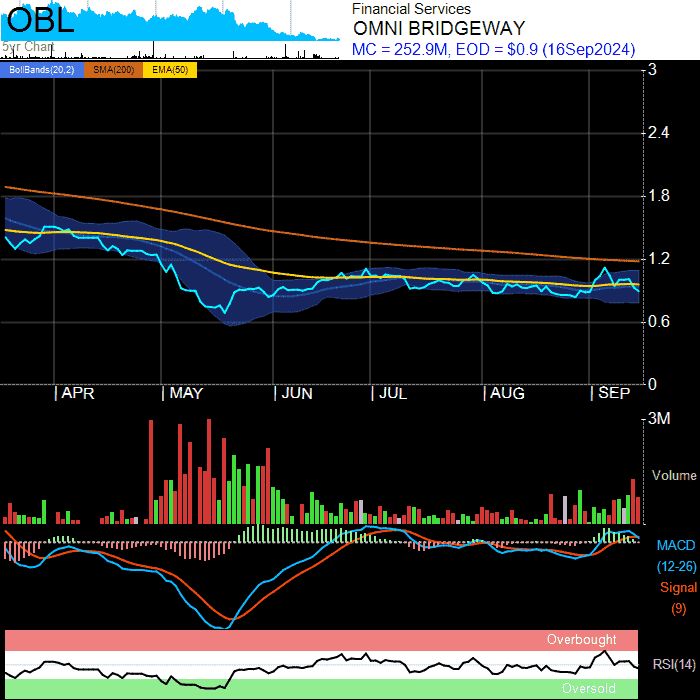 OBL
5yr Chart
Financial Services
OMNI BRIDGEWAY
MC = 252.9M, EOD = $0.9 (16Sep2024)
BollBands(20,2) SMA(200) EMA(50)
3
2.4
1.8
1.2
0.6
0
| APR | MAY | JUN | JUL | AUG | SEP
3M
Volume
MACD
(12-26)
Signal
(9)
Overbought
RSI(14)
Oversold